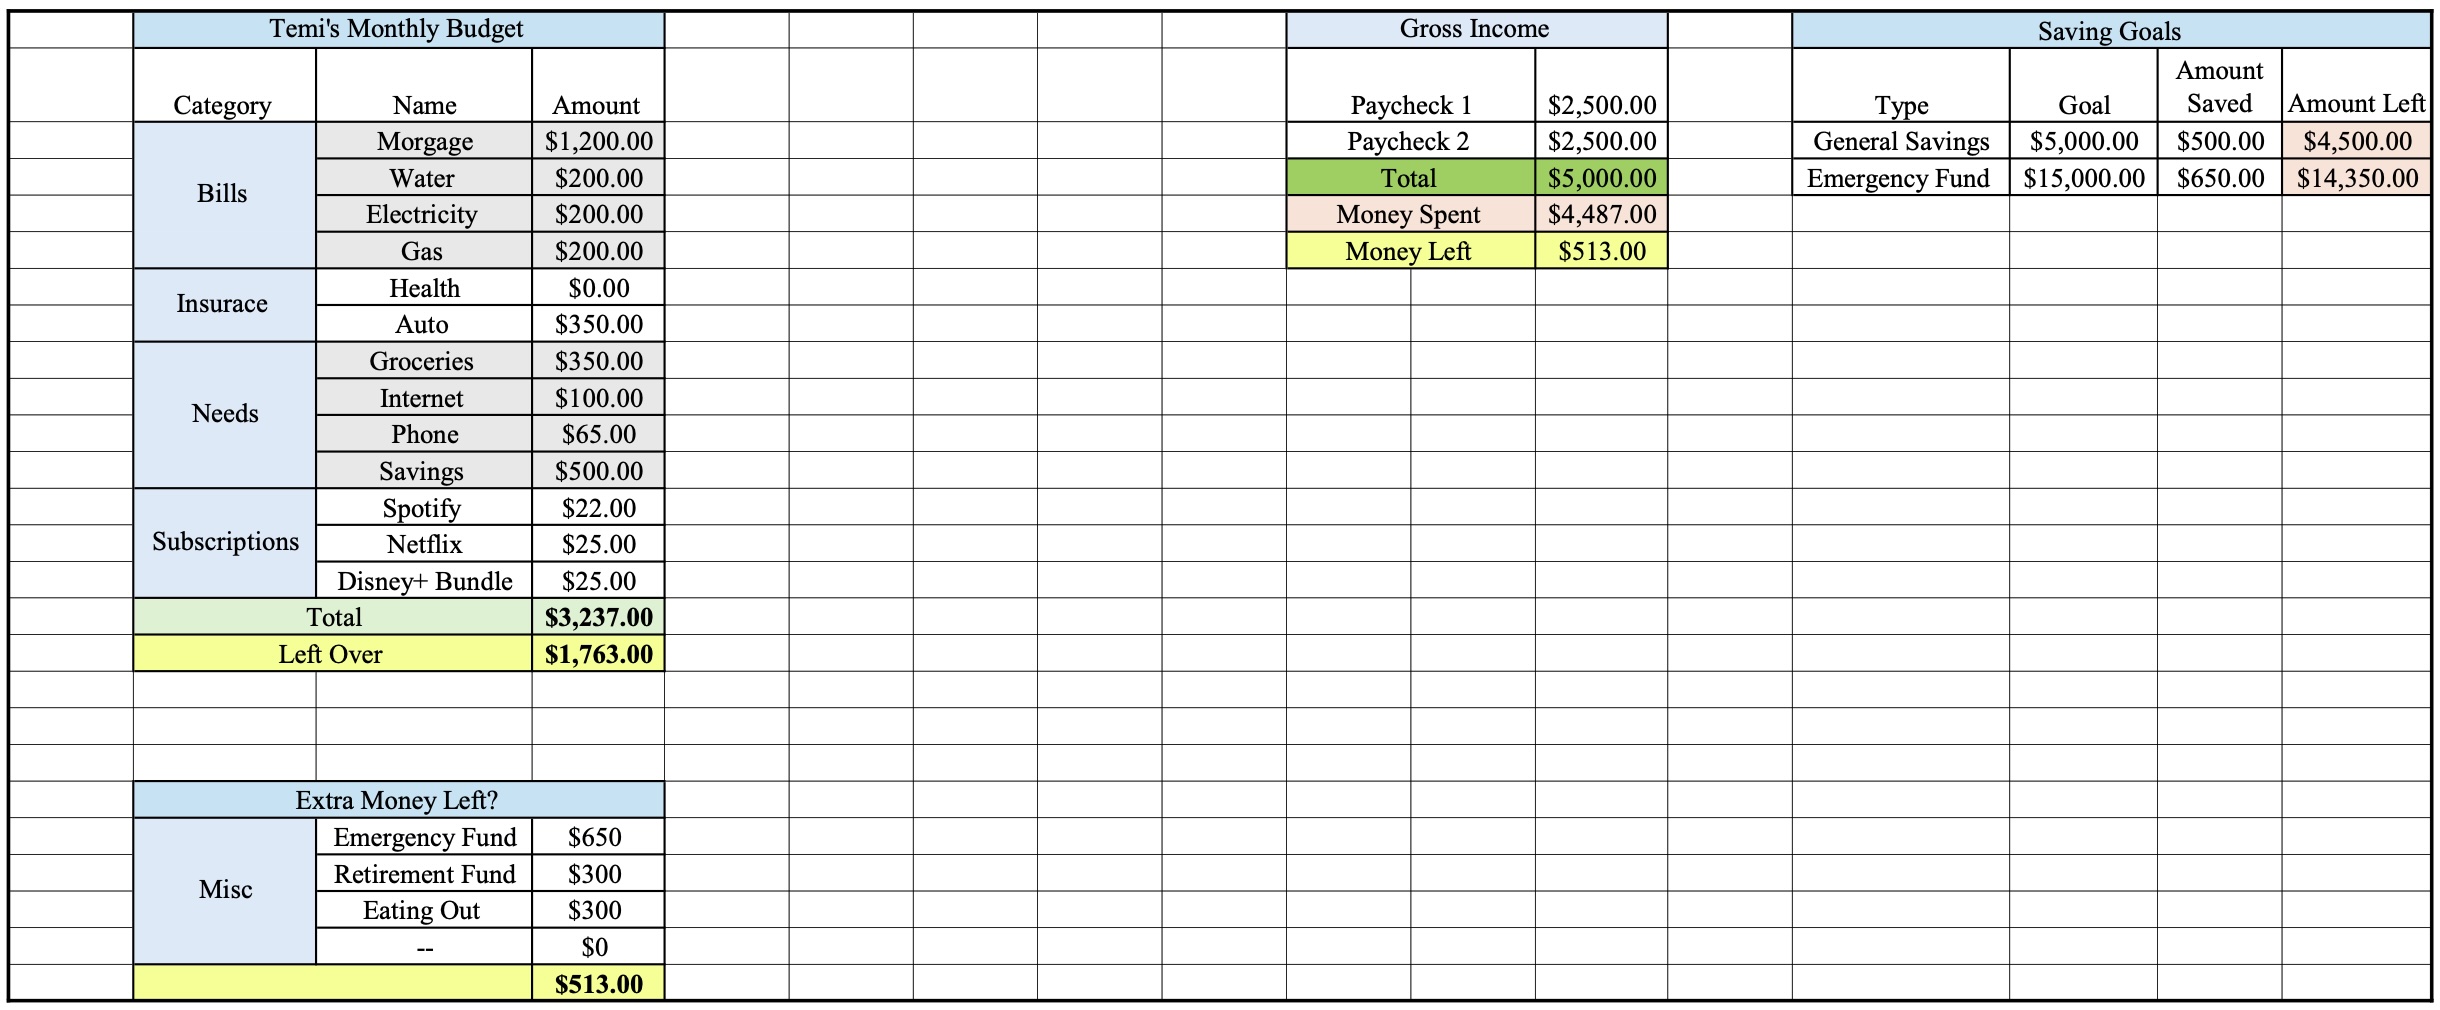 Temi's Monthly Budget
Category Name Amount
Bills
Morgage $1,200.00
Water $200.00
Electricity $200.00
Gas $200.00
Insurace
Health $0.00
Auto $350.00
Needs
Groceries $350.00
Internet $100.00
Phone $65.00
Savings $500.00
Subscriptions
Spotify $22.00
Netflix $25.00
Disney+ Bundle $25.00
Total $3,237.00
Left Over $1,763.00
Extra Money Left?
Misc
Emergency Fund $650
Retirement Fund $300
Eating Out $300
-- $0
$513.00
Gross Income
Paycheck 1 $2,500.00
Paycheck 2 $2,500.00
Total $5,000.00
Money Spent $4,487.00
Money Left $513.00
Saving Goals
Type Goal Amount Saved Amount Left
General Savings $5,000.00 $500.00 $4,500.00
Emergency Fund $15,000.00 $650.00 $14,350.00